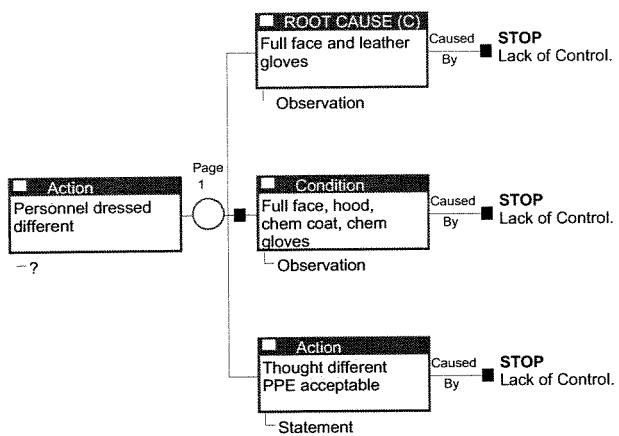 ROOT CAUSE (C)
Full face and leather
gloves
Caused
By
STOP
Lack of Control.
Observation
Action
Personnel dressed
different
?
Page
1
Condition
Full face, hood,
chem coat, chem
gloves
Caused
By
STOP
Lack of Control.
Observation
Action
Thought different
PPE acceptable
Caused
By
STOP
Lack of Control.
Statement